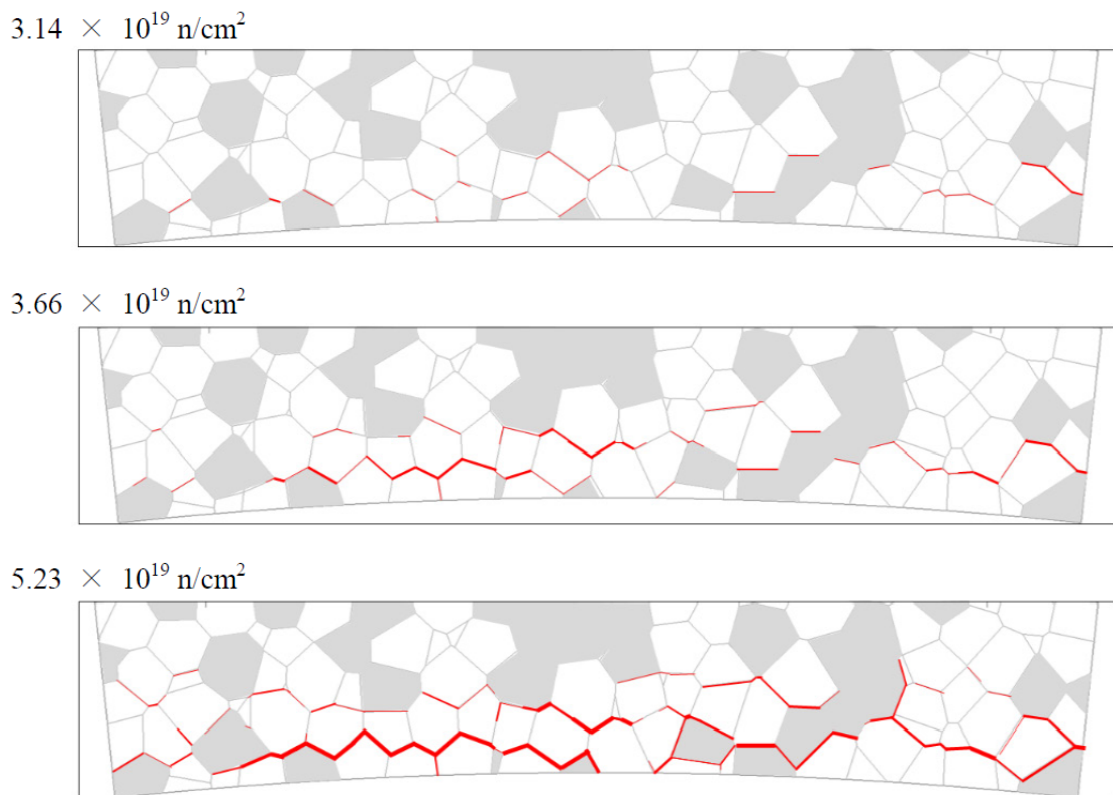 3.14 × 10¹⁹ n/cm²
3.66 × 10¹⁹ n/cm²
5.23 × 10¹⁹ n/cm²